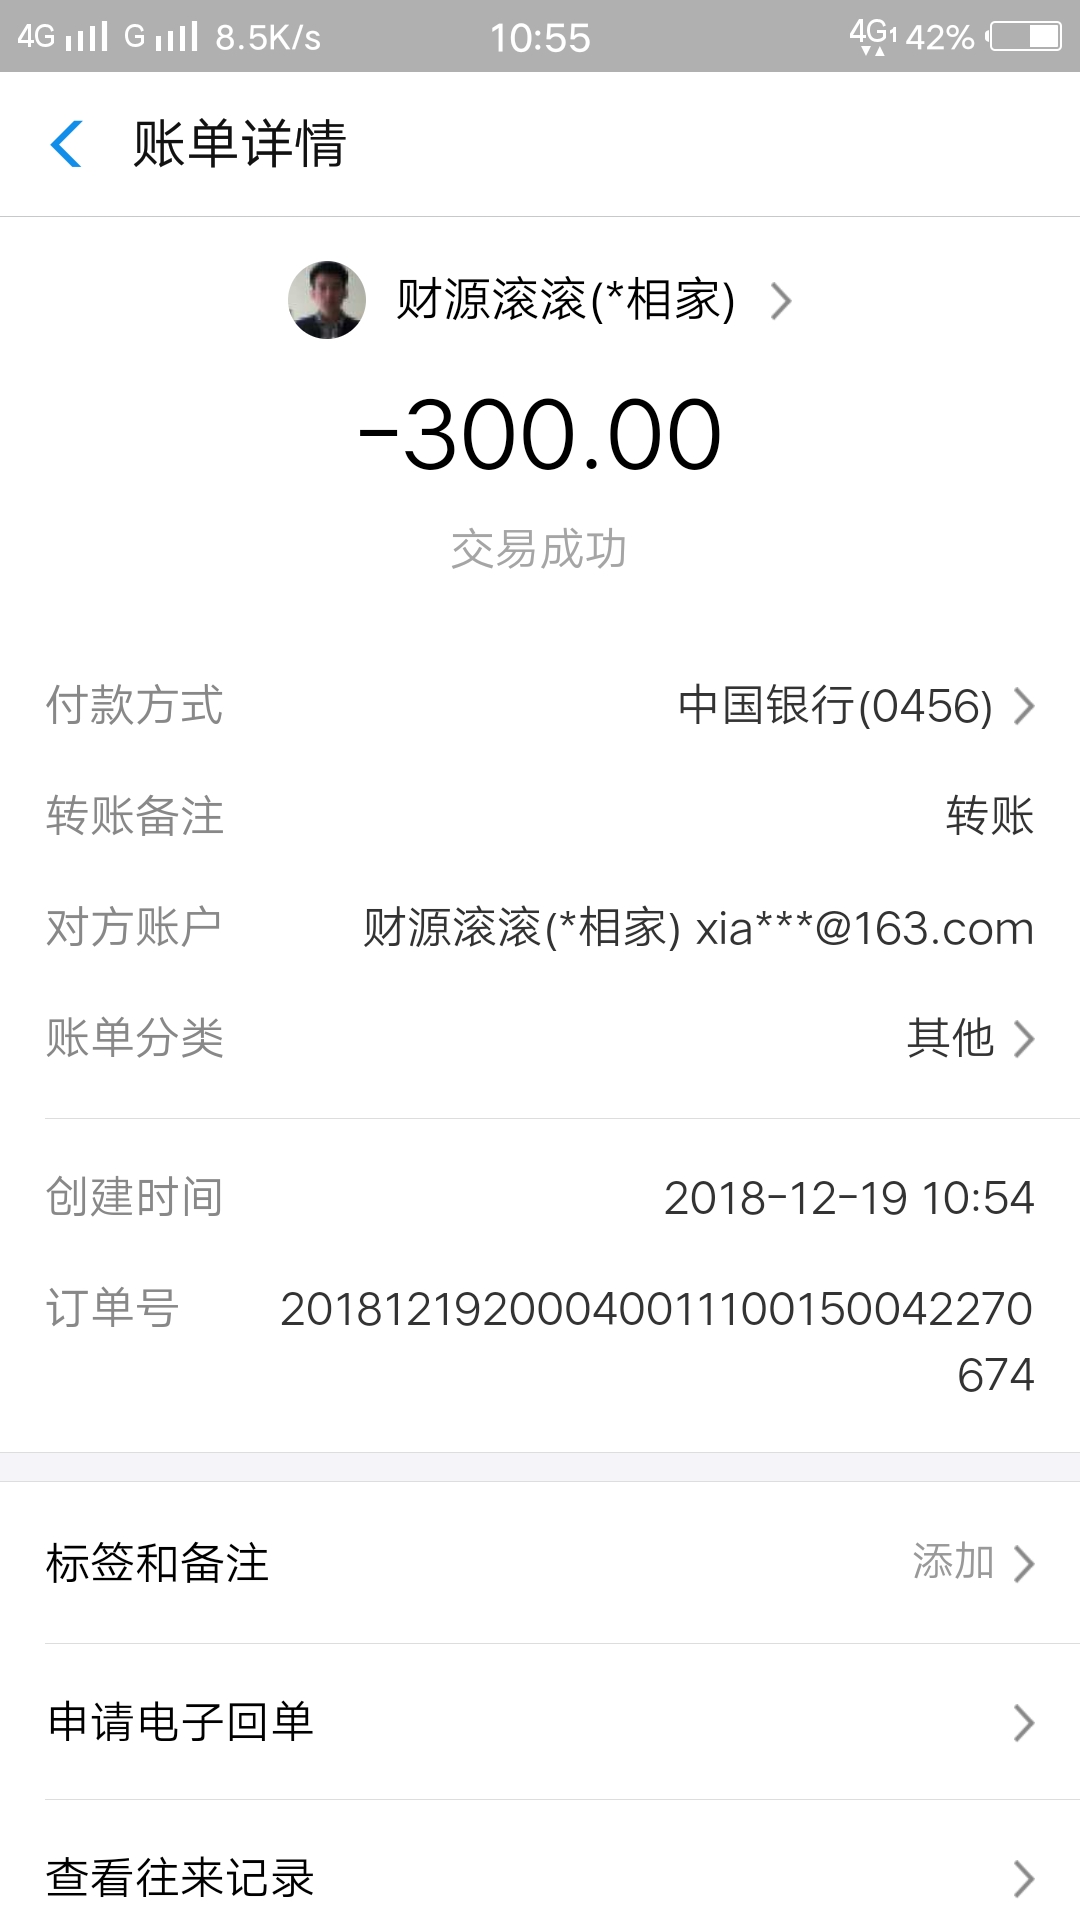 4G G 8.5K/s 10:55 4G1 42%
账单详情
财源滚滚(*相家)
-300.00
交易成功
付款方式 中国银行(0456)
转账备注 转账
对方账户 财源滚滚(*相家) xia***@163.com
账单分类 其他
创建时间 2018-12-19 10:54
订单号 20181219200040011100150042270
674
标签和备注 添加
申请电子回单
查看往来记录